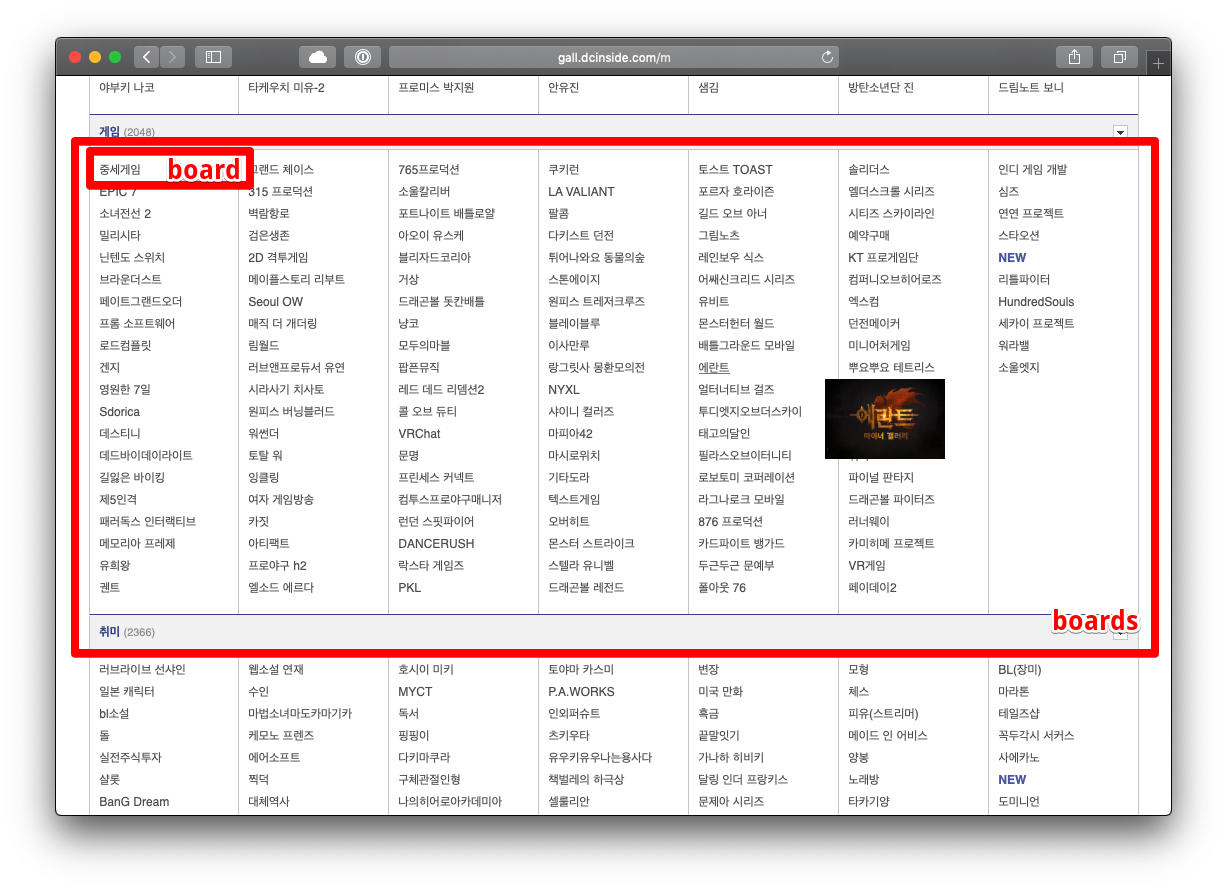 gall.dcinside.com/m
야부키 나코 타케우치 미유-2 프로미스 박지원 안유진 샘김 방탄소년단 진 드림노트 보니
게임 (2048)
중세게임 board 그랜드 체이스 765프로덕션 쿠키런 토스트 TOAST 솔리더스 인디 게임 개발
EPIC 7 315 프로덕션 소울칼리버 LA VALIANT 포르자 호라이즌 엘더스크롤 시리즈 심즈
소녀전선 2 벽람항로 포트나이트 배틀로얄 팔콤 길드 오브 아너 시티즈 스카이라인 연연 프로젝트
밀리시타 검은생존 아오이 유스케 다키스트 던전 그림노츠 예약구매 스타오션
닌텐도 스위치 2D 격투게임 블리자드코리아 튀어나와요 동물의숲 레인보우 식스 KT 프로게임단 NEW
브라운더스트 메이플스토리 리부트 거상 스톤에이지 어쌔신크리드 시리즈 컴퍼니오브히어로즈 리틀파이터
페이트그랜드오더 Seoul OW 드래곤볼 돗칸배틀 원피스 트레저크루즈 유비트 엑스컴 HundredSouls
프롬 소프트웨어 매직 더 개더링 냥코 블레이블루 몬스터헌터 월드 던전메이커 세카이 프로젝트
로드컴플릿 림월드 모두의마블 이사만루 배틀그라운드 모바일 미니어처게임 워라밸
겐지 러브앤프로듀서 유연 팝픈뮤직 랑그릿사 몽환모의전 에란트 뿌요뿌요 테트리스 소울엣지
영원한 7일 시라사기 치사토 레드 데드 리뎀션2 NYXL 얼터너티브 걸즈
Sdorica 원피스 버닝블러드 콜 오브 듀티 샤이니 컬러즈 투디엣지오브더스카이 에란트
데스티니 워썬더 VRChat 마피아42 태고의달인 마이너 갤러리
데드바이데이라이트 토탈 워 문명 마시로위치 필라스오브이터니티
길잃은 바이킹 잉클링 프린세스 커넥트 기타도라 로보토미 코퍼레이션 파이널 판타지
제5인격 여자 게임방송 컴투스프로야구매니저 텍스트게임 라그나로크 모바일 드래곤볼 파이터즈
패러독스 인터랙티브 카짓 런던 스핏파이어 오버히트 876 프로덕션 러너웨이
메모리아 프레제 아티팩트 DANCERUSH 몬스터 스트라이크 카드파이트 뱅가드 카미히메 프로젝트
유희왕 프로야구 h2 락스타 게임즈 스텔라 유니벨 두근두근 문예부 VR게임
궨트 엘소드 에르다 PKL 드래곤볼 레전드 폴아웃 76 페이데이2
취미 (2366) boards
러브라이브 선샤인 웹소설 연재 호시이 미키 토야마 카스미 변장 모형 BL(장미)
일본 캐릭터 수인 MYCT P.A.WORKS 미국 만화 체스 마라톤
bl소설 마법소녀마도카마기카 독서 인외퍼슈트 흑금 피유(스트리머) 테일즈샵
돌 케모노 프렌즈 핑핑이 츠키우타 끝말잇기 메이드 인 어비스 꼭두각시 서커스
실전주식투자 에어소프트 다키마쿠라 유우키유우나는용사다 가나하 히비키 양봉 사에카노
샬롯 찍덕 구체관절인형 책벌레의 하극상 달링 인더 프랑키스 노래방 NEW
BanG Dream 대체역사 나의히어로아카데미아 셀룰리안 문제아 시리즈 타카기양 도미니언